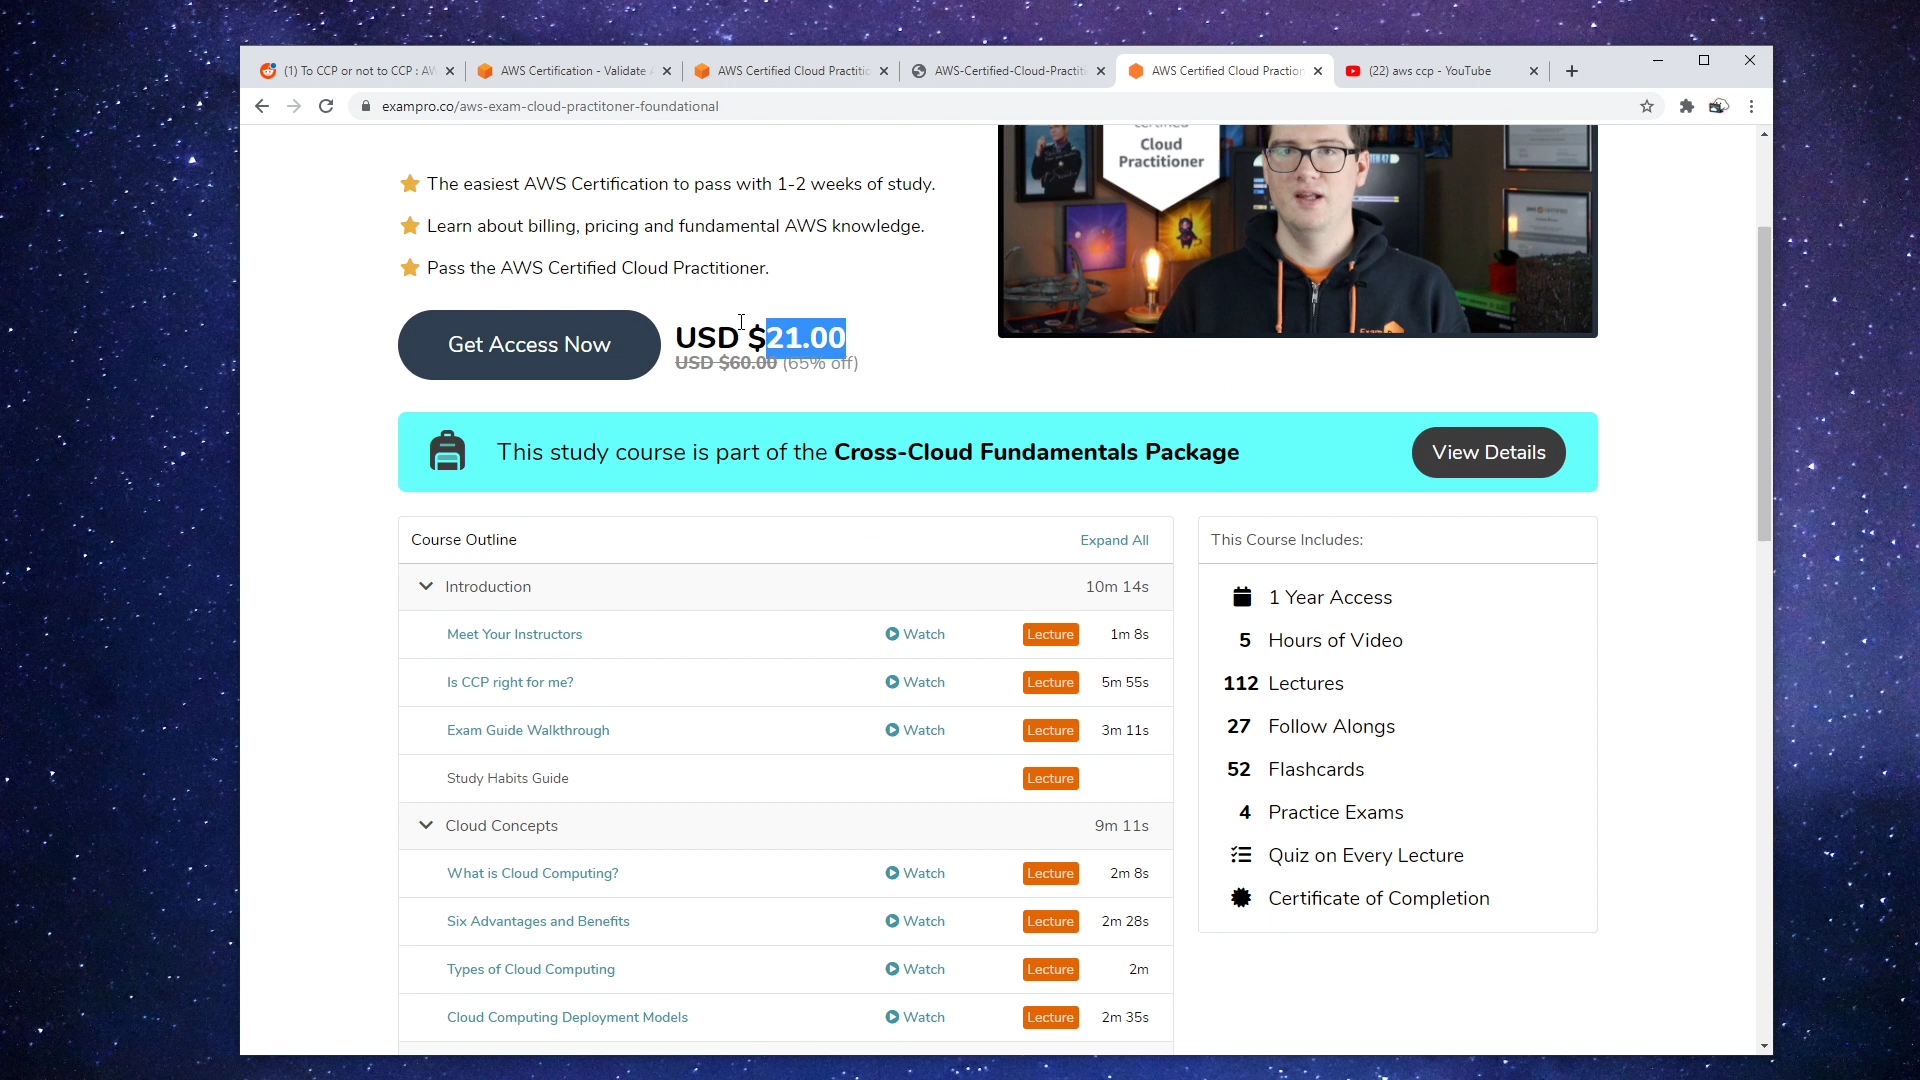 (1) To CCP or not to CCP : AW
AWS Certification - Validate A
AWS Certified Cloud Practitio
AWS-Certified-Cloud-Practiti
AWS Certified Cloud Praction
(22) aws ccp - YouTube
exampro.co/aws-exam-cloud-practitoner-foundational
Cloud
Practitioner
The easiest AWS Certification to pass with 1-2 weeks of study.
Learn about billing, pricing and fundamental AWS knowledge.
Pass the AWS Certified Cloud Practitioner.
Get Access Now
USD $21.00
USD $60.00 (65% off)
This study course is part of the Cross-Cloud Fundamentals Package
View Details
Course Outline
Expand All
Introduction 10m 14s
Meet Your Instructors Watch Lecture 1m 8s
Is CCP right for me? Watch Lecture 5m 55s
Exam Guide Walkthrough Watch Lecture 3m 11s
Study Habits Guide Lecture
Cloud Concepts 9m 11s
What is Cloud Computing? Watch Lecture 2m 8s
Six Advantages and Benefits Watch Lecture 2m 28s
Types of Cloud Computing Watch Lecture 2m
Cloud Computing Deployment Models Watch Lecture 2m 35s
This Course Includes:
1 Year Access
5 Hours of Video
112 Lectures
27 Follow Alongs
52 Flashcards
4 Practice Exams
Quiz on Every Lecture
Certificate of Completion